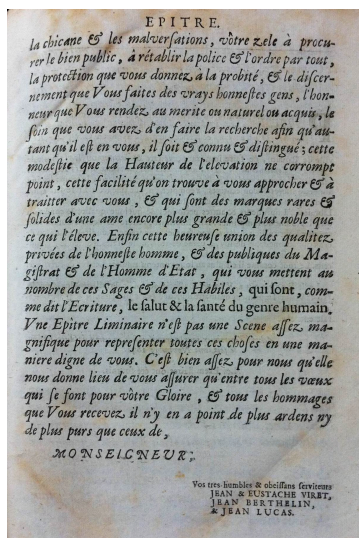 EPITRE.
la chicane & les malversations, vôtre zele à procu-
rer le bien public, à rétablir la police & l'ordre par tout,
la protection que vous donnez à la probité, & le discer-
nement que Vous faites des vrays honnestes gens, l'hon-
neur que Vous rendez au merite ou naturel ou acquis, le
soin que vous avez d'en faire la recherche afin qu'au-
tant qu'il est en vous, il soit & connu & distingué; cette
modestie que la Hauteur de l'elevation ne corrompt
point, cette facilité qu'on trouve à vous approcher & à
traitter avec vous, & qui sont des marques rares &
solides d'une ame encore plus grande & plus noble que
ce qui l'éleve. Enfin cette heureuse union des qualitez
privées de l'honneste homme, & des publiques du Ma-
gistrat & de l'Homme d'Etat, qui vous mettent au
nombre de ces Sages & de ces Habiles, qui sont, com-
me dit l'Ecriture, le salut & la santé du genre humain.
Vne Epître Liminaire n'est pas une Scene assez ma-
gnifique pour representer toutes ces choses en une ma-
niere digne de vous. C'est bien assez pour nous qu'elle
nous donne lieu de vous assurer qu'entre tous les vœux
qui se font pour vôtre Gloire, & tous les hommages
que Vous recevez il n'y en a point de plus ardens ny
de plus purs que ceux de,
MONSEIGNEUR;
Vos tres-humbles & obeissans serviteurs
JEAN & EUSTACHE VIRET,
JEAN BERTHELIN,
& JEAN LUCAS.